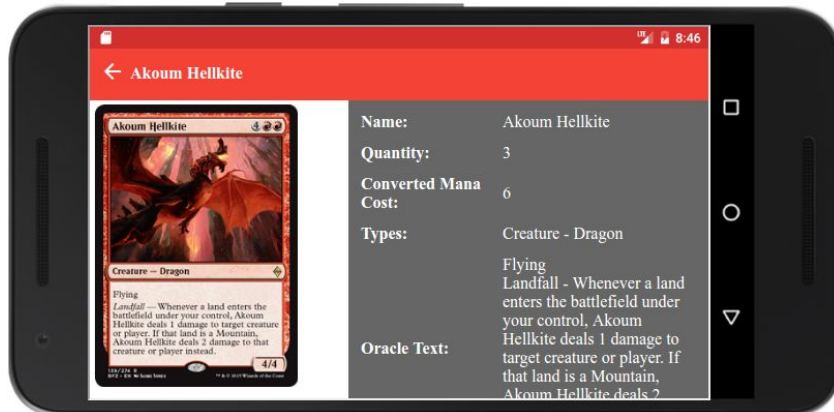 LTE 8:46
Akoum Hellkite
Akoum Hellkite 4
Creature — Dragon
Flying
Landfall — Whenever a land enters the
battlefield under your control, Akoum
Hellkite deals 1 damage to target creature
or player. If that land is a Mountain,
Akoum Hellkite deals 2 damage to that
creature or player instead.
4/4
Name: Akoum Hellkite
Quantity: 3
Converted Mana
Cost: 6
Types: Creature - Dragon
Flying
Landfall - Whenever a land
enters the battlefield under
your control, Akoum
Hellkite deals 1 damage to
Oracle Text: target creature or player. If
that land is a Mountain,
Akoum Hellkite deals 2